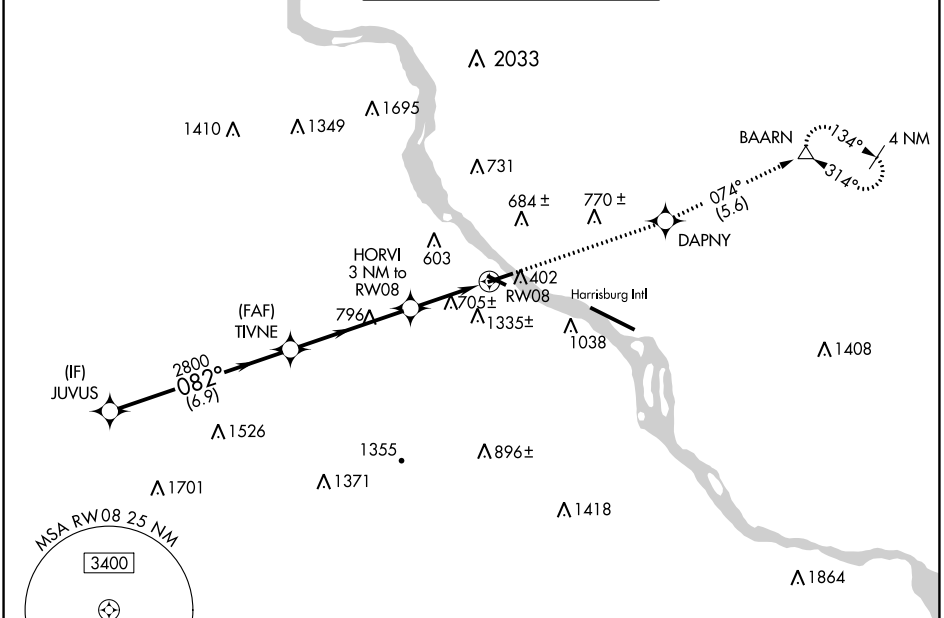 2033
1695
1410
1349
BAARN
134°
4 NM
314°
731
074°
(5.6)
684 ±
770 ±
DAPNY
603
HORVI
3 NM to
RW08
402
RW08
Harrisburg Intl
(FAF)
TIVNE
796
705±
1335±
1038
1408
(IF)
JUVUS
2800
082°
(6.9)
1526
1355
896±
1701
1371
1418
MSA RW08 25 NM
3400
1864